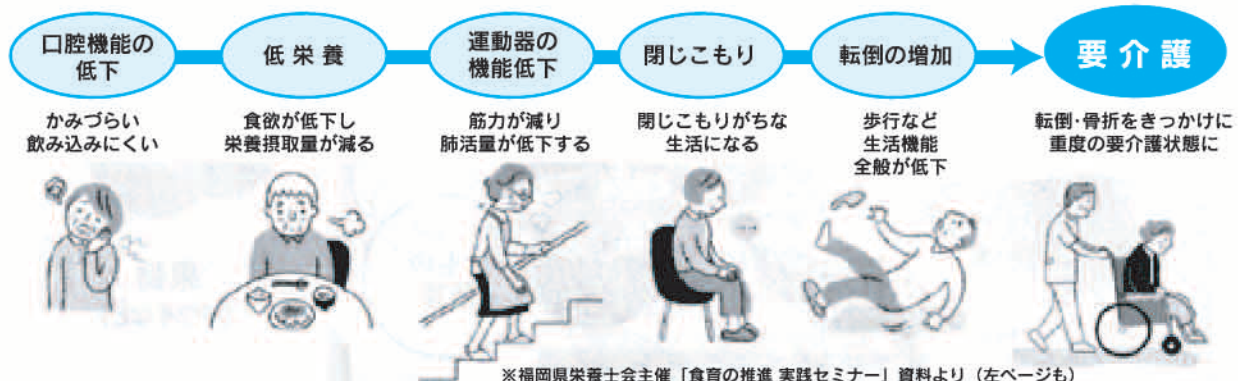 口腔機能の
低下
低栄養
運動器の
機能低下
閉じこもり
転倒の増加
要介護
かみづらい
飲み込みにくい
食欲が低下し
栄養摂取量が減る
筋力が減り
肺活量が低下する
閉じこもりがちな
生活になる
歩行など
生活機能
全般が低下
転倒・骨折をきっかけに
重度の要介護状態に
※福岡県栄養士会主催「食育の推進 実践セミナー」資料より(左ページも)